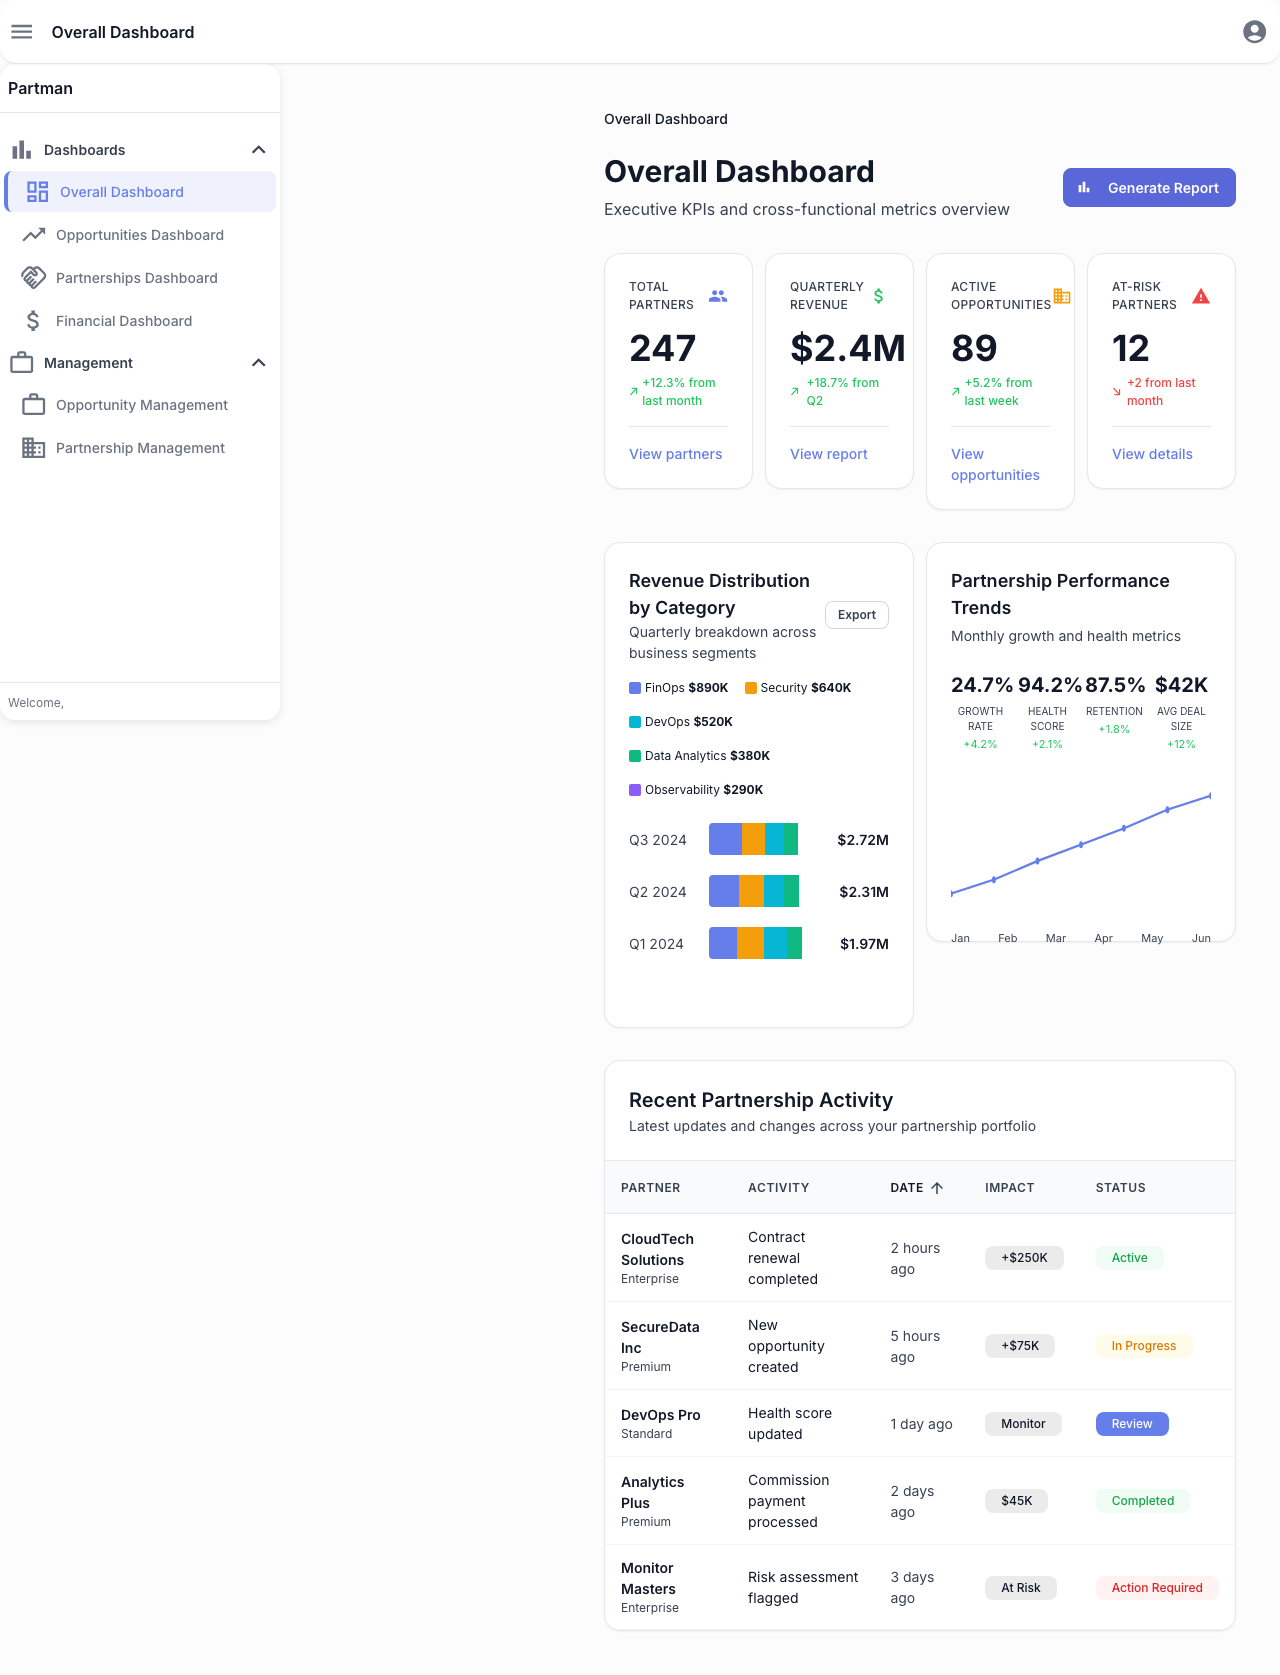 Overall Dashboard
Partman
Dashboards
Overall Dashboard
Opportunities Dashboard
Partnerships Dashboard
Financial Dashboard
Management
Opportunity Management
Partnership Management
Welcome,
Overall Dashboard
Overall Dashboard
Executive KPIs and cross-functional metrics overview
Generate Report
TOTAL
PARTNERS
247
+12.3% from
last month
View partners
QUARTERLY
REVENUE
$2.4M
+18.7% from
Q2
View report
ACTIVE
OPPORTUNITIES
89
+5.2% from
last week
View
opportunities
AT-RISK
PARTNERS
12
+2 from last
month
View details
Revenue Distribution
by Category
Quarterly breakdown across
business segments
Export
FinOps $890K
Security $640K
DevOps $520K
Data Analytics $380K
Observability $290K
Q3 2024 $2.72M
Q2 2024 $2.31M
Q1 2024 $1.97M
Partnership Performance
Trends
Monthly growth and health metrics
24.7% 94.2% 87.5% $42K
GROWTH
RATE
+4.2%
HEALTH
SCORE
+2.1%
RETENTION
+1.8%
AVG DEAL
SIZE
+12%
Jan Feb Mar Apr May Jun
Recent Partnership Activity
Latest updates and changes across your partnership portfolio
PARTNER ACTIVITY DATE IMPACT STATUS
CloudTech
Solutions
Enterprise
Contract
renewal
completed
2 hours
ago
+$250K
Active
SecureData
Inc
Premium
New
opportunity
created
5 hours
ago
+$75K
In Progress
DevOps Pro
Standard
Health score
updated
1 day ago
Monitor
Review
Analytics
Plus
Premium
Commission
payment
processed
2 days
ago
$45K
Completed
Monitor
Masters
Enterprise
Risk assessment
flagged
3 days
ago
At Risk
Action Required